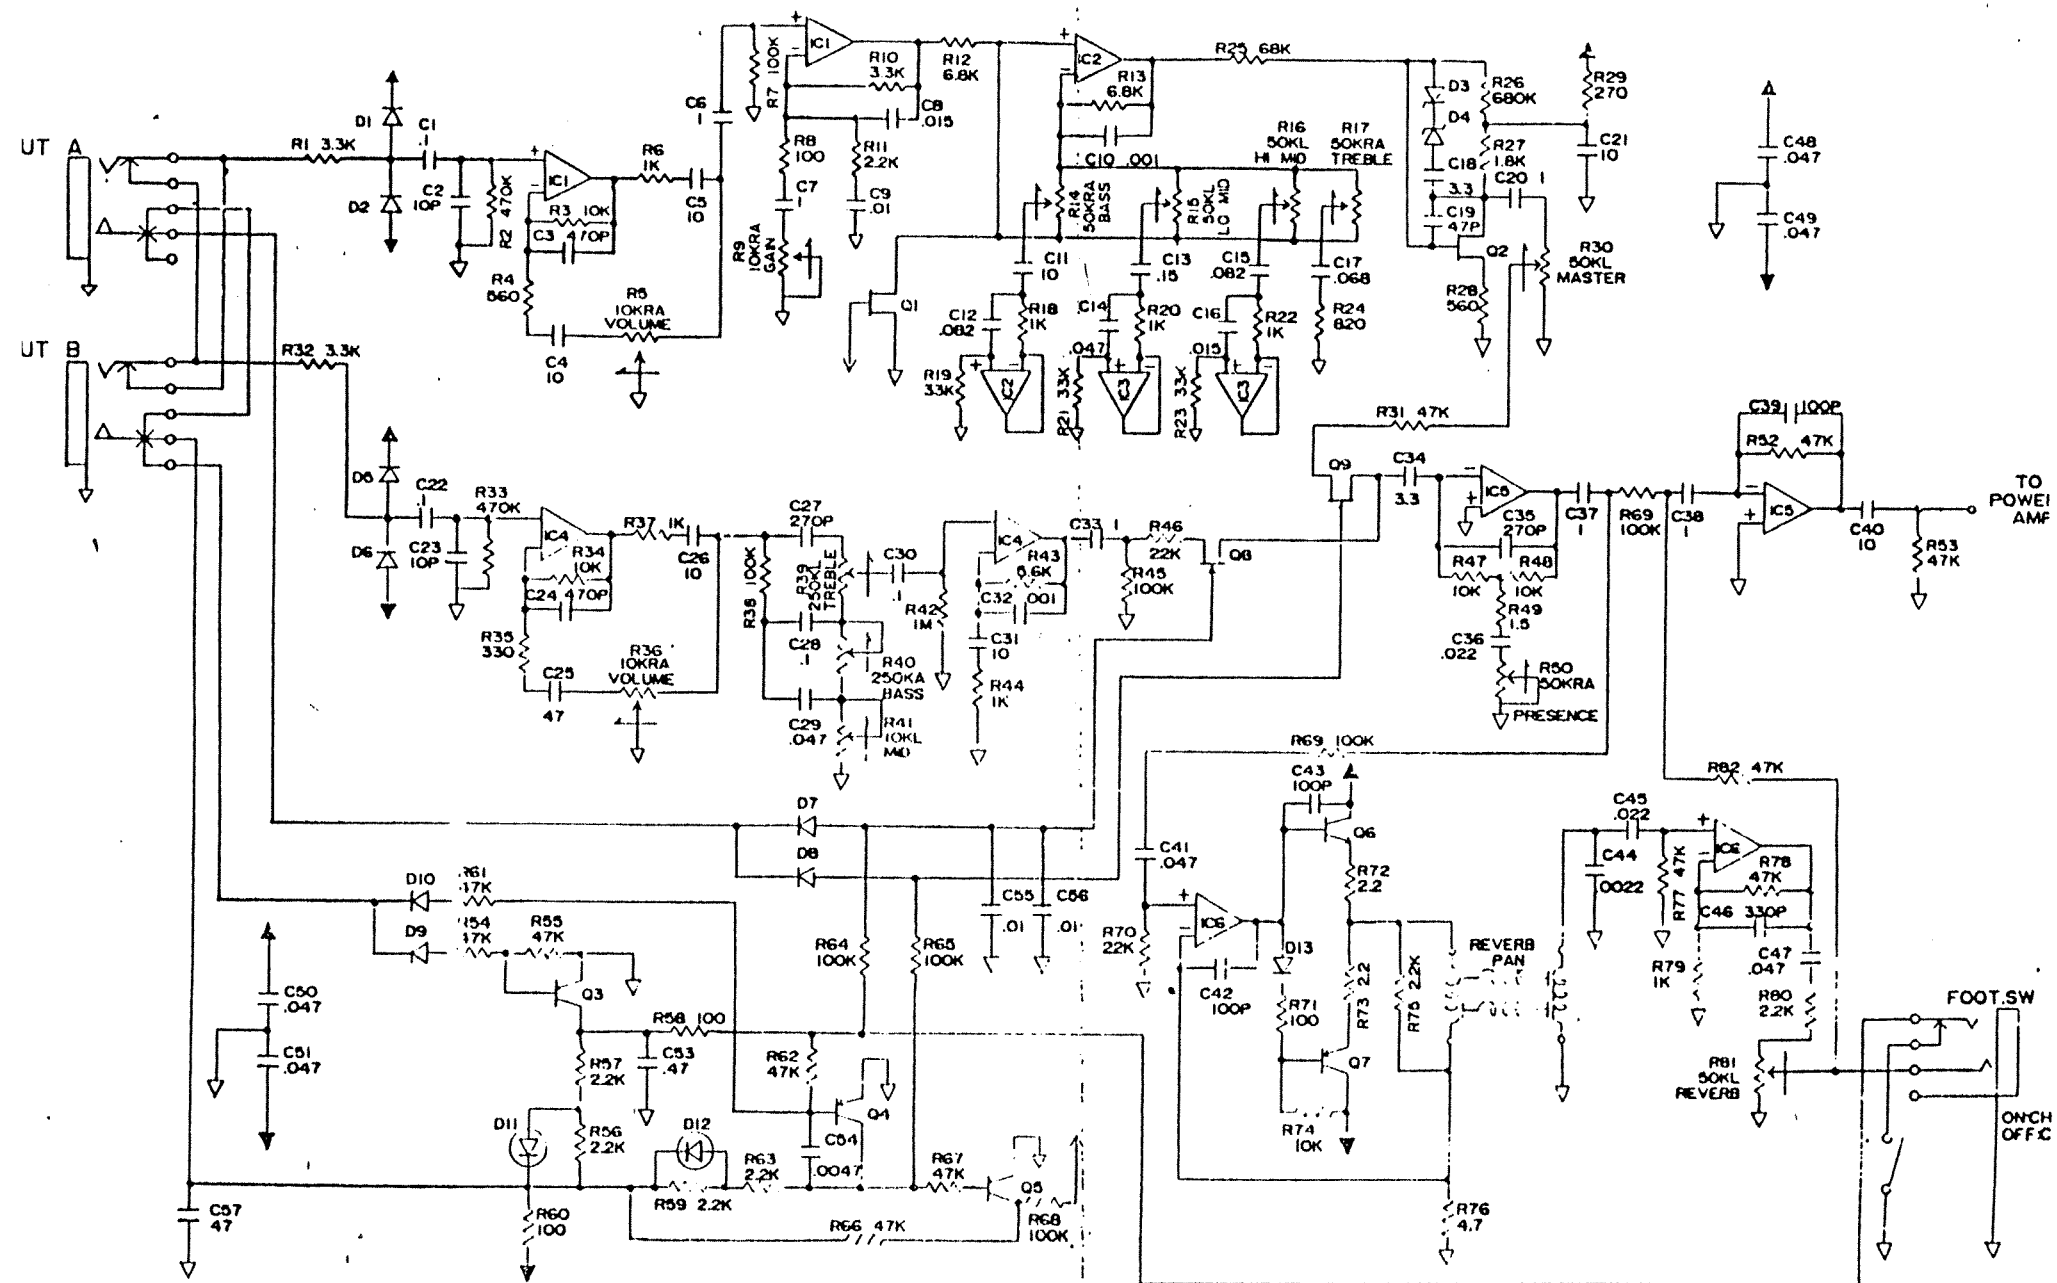 UT A
R1 3.3K
D1
D2
C1
.1
C2
10P
R2 470K
+
-
IC1
R3 10K
C3 470P
R4
560
C4
10
R5
10KRA
VOLUME
R6
1K
C5
10
C6
1
R7 100K
+
-
IC1
R10
3.3K
C8
.015
R8
100
R11
2.2K
C7
1
C9
.01
R9
10KRA
GAIN
R12
6.8K
+
-
IC2
R13
6.8K
C10 .001
R14
50KRA
BASS
R15
50KL
LO MID
R16
50KL
HI MID
R17
50KRA
TREBLE
Q1
C11
10
C12
.082
R18
1K
R19
33K
+ -
IC2
C13
.15
C14
.047
R20
1K
R21 33K
+ -
IC3
C15
.082
C16
.015
R22
1K
R23 33K
+ -
IC3
C17
.068
R24
820
R25 68K
D3
D4
C18
3.3
C19
47P
R26
680K
R27
1.8K
C20 1
R29
270
C21
10
Q2
R28
560
R30
50KL
MASTER
C48
.047
C49
.047
UT B
R32 3.3K
D5
D6
C22
.1
C23
10P
R33
470K
IC4
R34
10K
C24 470P
R35
330
C25
47
R36
10KRA
VOLUME
R37 1K
C26
10
C27
270P
R38 100K
R39
250KL
TREBLE
C28
.1
R40
250KA
BASS
C29
.047
R41
10KL
MID
C30
.1
R42
1M
IC4
R43
C32 .001
C31
10
R44
1K
C33 .1
R45
100K
R46
22K
Q8
Q9
R31 47K
C34
3.3
-
+
IC5
C35
270P
R47
10K
R48
10K
R49
1.5
C36
.022
R50
50KRA
PRESENCE
C37
1
R69
100K
C38
1
C39 100P
R52 47K
-
+
IC5
C40
10
R53
47K
TO
POWE
AMP
D7
D8
R69 100K
C41
.047
R70
22K
+
-
IC6
C42
100P
C43
100P
Q6
R72
2.2
D13
R71
100
R73 2.2
R75 2.2K
Q7
R74
10K
R76
4.7
REVERB
PAN
C44
.0022
C45
.022
R77 47K
+
-
IC6
R78
47K
C46 330P
R79
1K
C47
.047
R80
2.2K
R81
50KL
REVERB
R82 47K
FOOT.SW
ON:CH
OFF:C
D10
D9
R61
47K
R54
47K
R55
47K
Q3
C50
.047
C51
.047
R57
2.2K
R58 100
C53
.47
R56
2.2K
D11
D12
R59 2.2K
R60
100
R62
47K
R63
2.2K
C54
.0047
Q4
R64
100K
R65
100K
C55
.01
C56
.01
R67
47K
Q5
R68
100K
R66 47K
C57
47